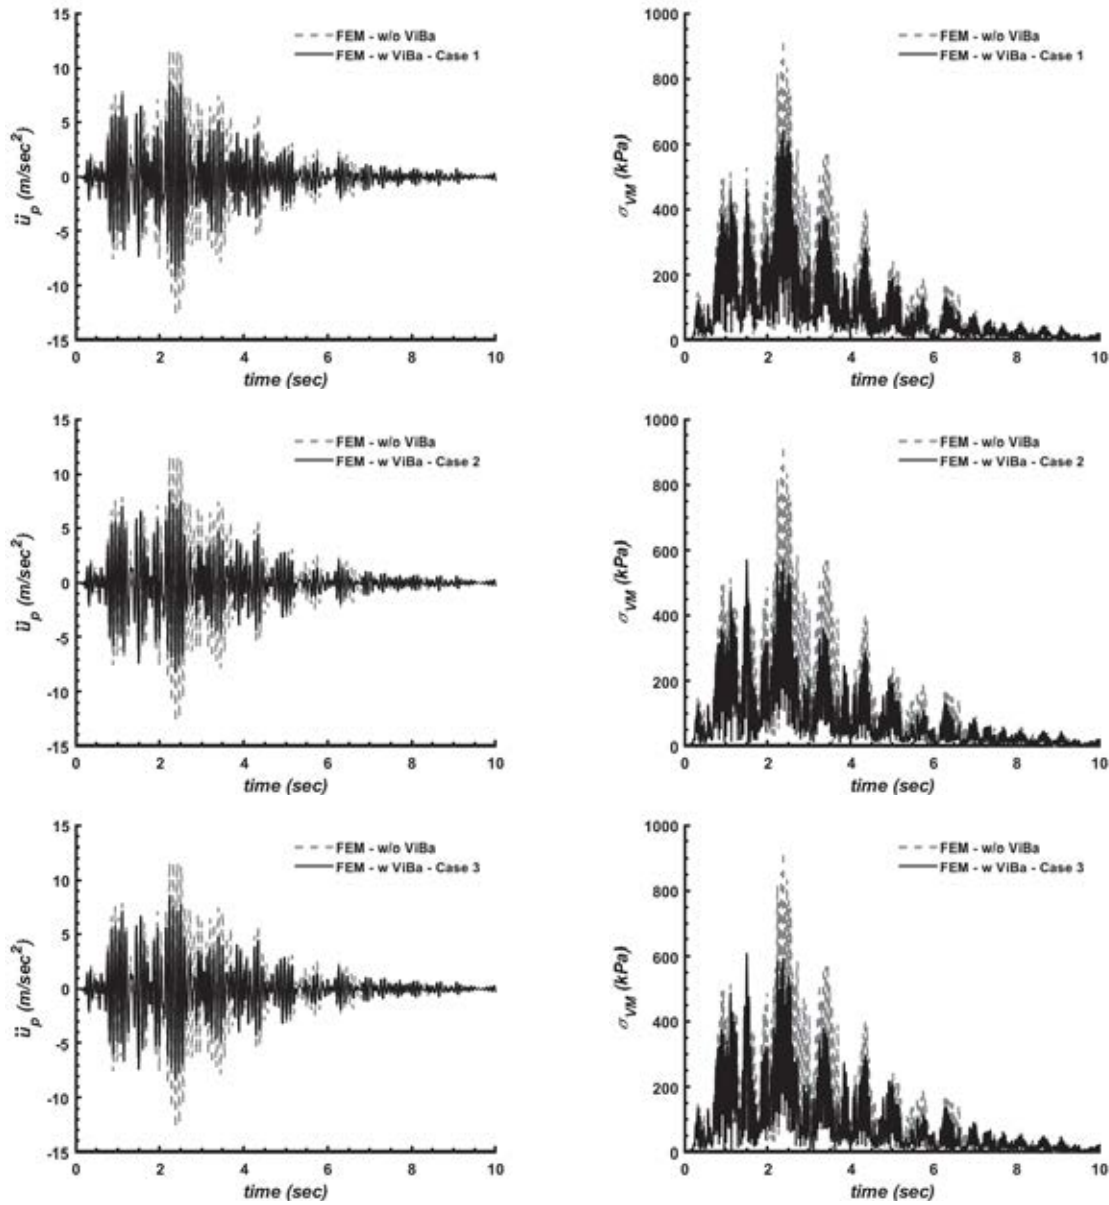 15
10
5
0
-5
-10
-15
ü_p (m/sec²)
FEM - w/o ViBa
FEM - w ViBa - Case 1
0 2 4 6 8 10
time (sec)
1000
800
600
400
200
0
σ_VM (kPa)
FEM - w/o ViBa
FEM - w ViBa - Case 1
0 2 4 6 8 10
time (sec)
15
10
5
0
-5
-10
-15
ü_p (m/sec²)
FEM - w/o ViBa
FEM - w ViBa - Case 2
0 2 4 6 8 10
time (sec)
1000
800
600
400
200
0
σ_VM (kPa)
FEM - w/o ViBa
FEM - w ViBa - Case 2
0 2 4 6 8 10
time (sec)
15
10
5
0
-5
-10
-15
ü_p (m/sec²)
FEM - w/o ViBa
FEM - w ViBa - Case 3
0 2 4 6 8 10
time (sec)
1000
800
600
400
200
0
σ_VM (kPa)
FEM - w/o ViBa
FEM - w ViBa - Case 3
0 2 4 6 8 10
time (sec)